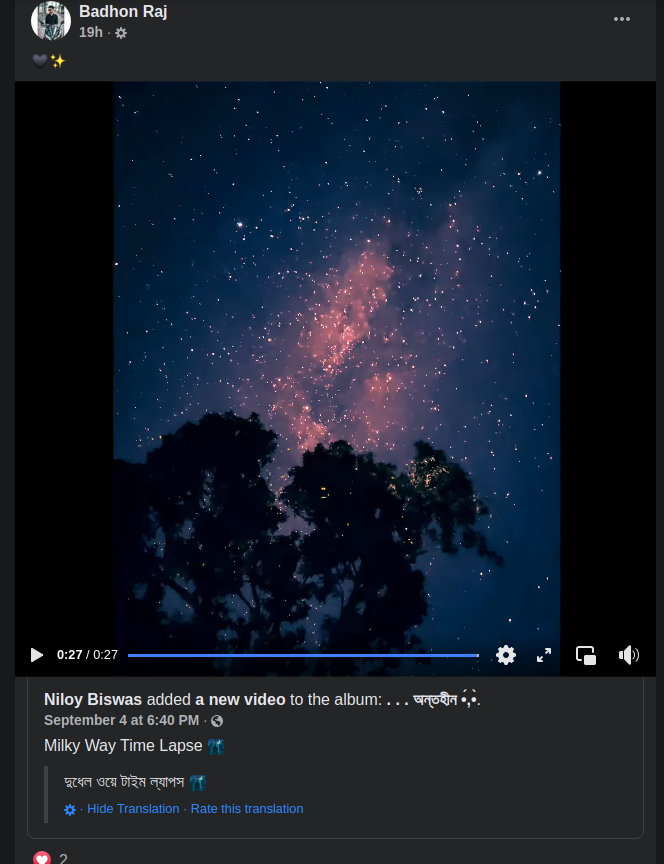 Badhon Raj
19h ·
🖤✨
0:27 / 0:27
Niloy Biswas added a new video to the album: . . . অন্তহীন •́,•̀.
September 4 at 6:40 PM ·
Milky Way Time Lapse 🌌
দুধেল ওয়ে টাইম ল্যাপস 🌌
· Hide Translation · Rate this translation
2